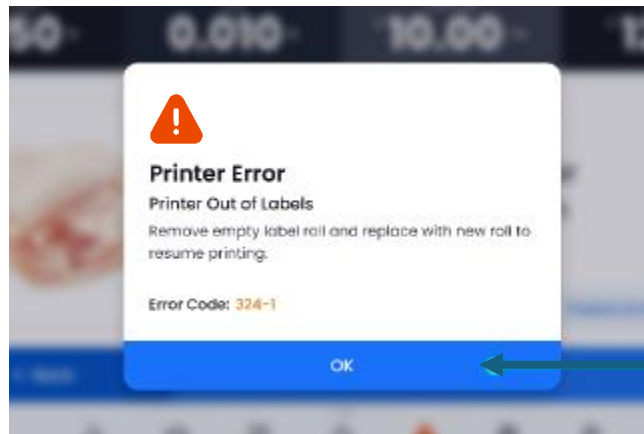 0.010
10.00
Printer Error
Printer Out of Labels
Remove empty label roll and replace with new roll to
resume printing.
Error Code: 324-1
OK